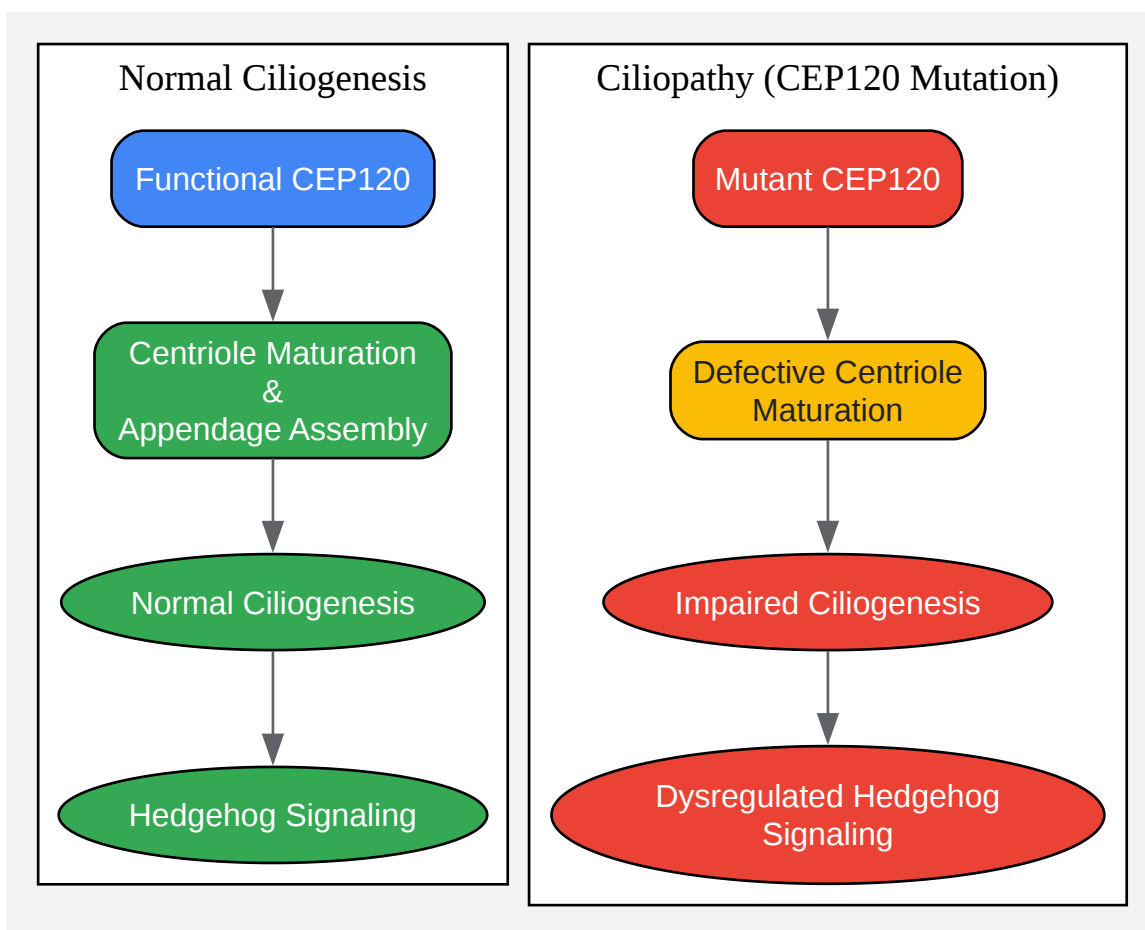 Normal Ciliogenesis
Functional CEP120
Centriole Maturation
&
Appendage Assembly
Normal Ciliogenesis
Hedgehog Signaling
Ciliopathy (CEP120 Mutation)
Mutant CEP120
Defective Centriole
Maturation
Impaired Ciliogenesis
Dysregulated Hedgehog
Signaling